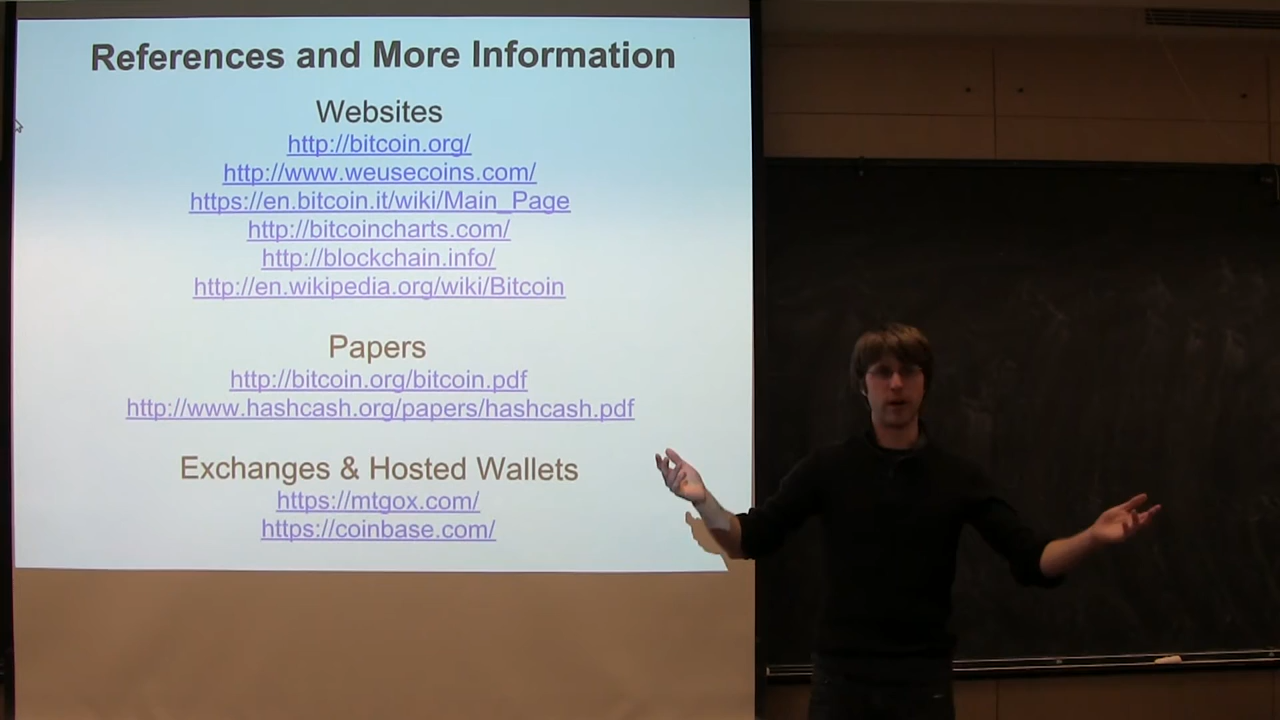 References and More Information
Websites
http://bitcoin.org/
http://www.weusecoins.com/
https://en.bitcoin.it/wiki/Main_Page
http://bitcoincharts.com/
http://blockchain.info/
http://en.wikipedia.org/wiki/Bitcoin
Papers
http://bitcoin.org/bitcoin.pdf
http://www.hashcash.org/papers/hashcash.pdf
Exchanges & Hosted Wallets
https://mtgox.com/
https://coinbase.com/